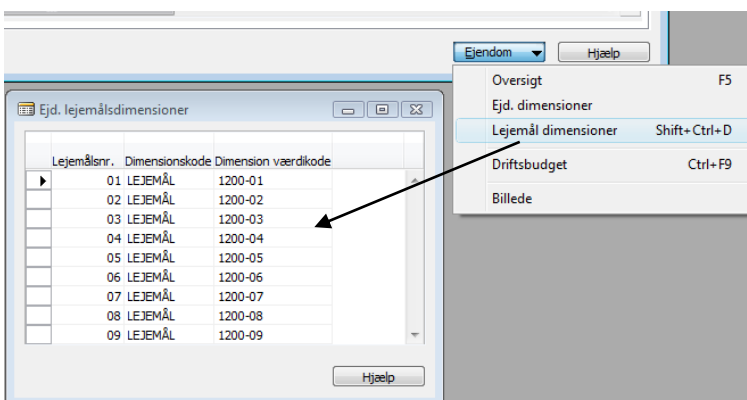 Ejendom Hjælp
Oversigt F5
Ejd. dimensioner
Lejemål dimensioner Shift+Ctrl+D
Driftsbudget Ctrl+F9
Billede
Ejd. lejemålsdimensioner
Lejemålsnr. Dimensionskode Dimension værdikode
01 LEJEMÅL 1200-01
02 LEJEMÅL 1200-02
03 LEJEMÅL 1200-03
04 LEJEMÅL 1200-04
05 LEJEMÅL 1200-05
06 LEJEMÅL 1200-06
07 LEJEMÅL 1200-07
08 LEJEMÅL 1200-08
09 LEJEMÅL 1200-09
Hjælp